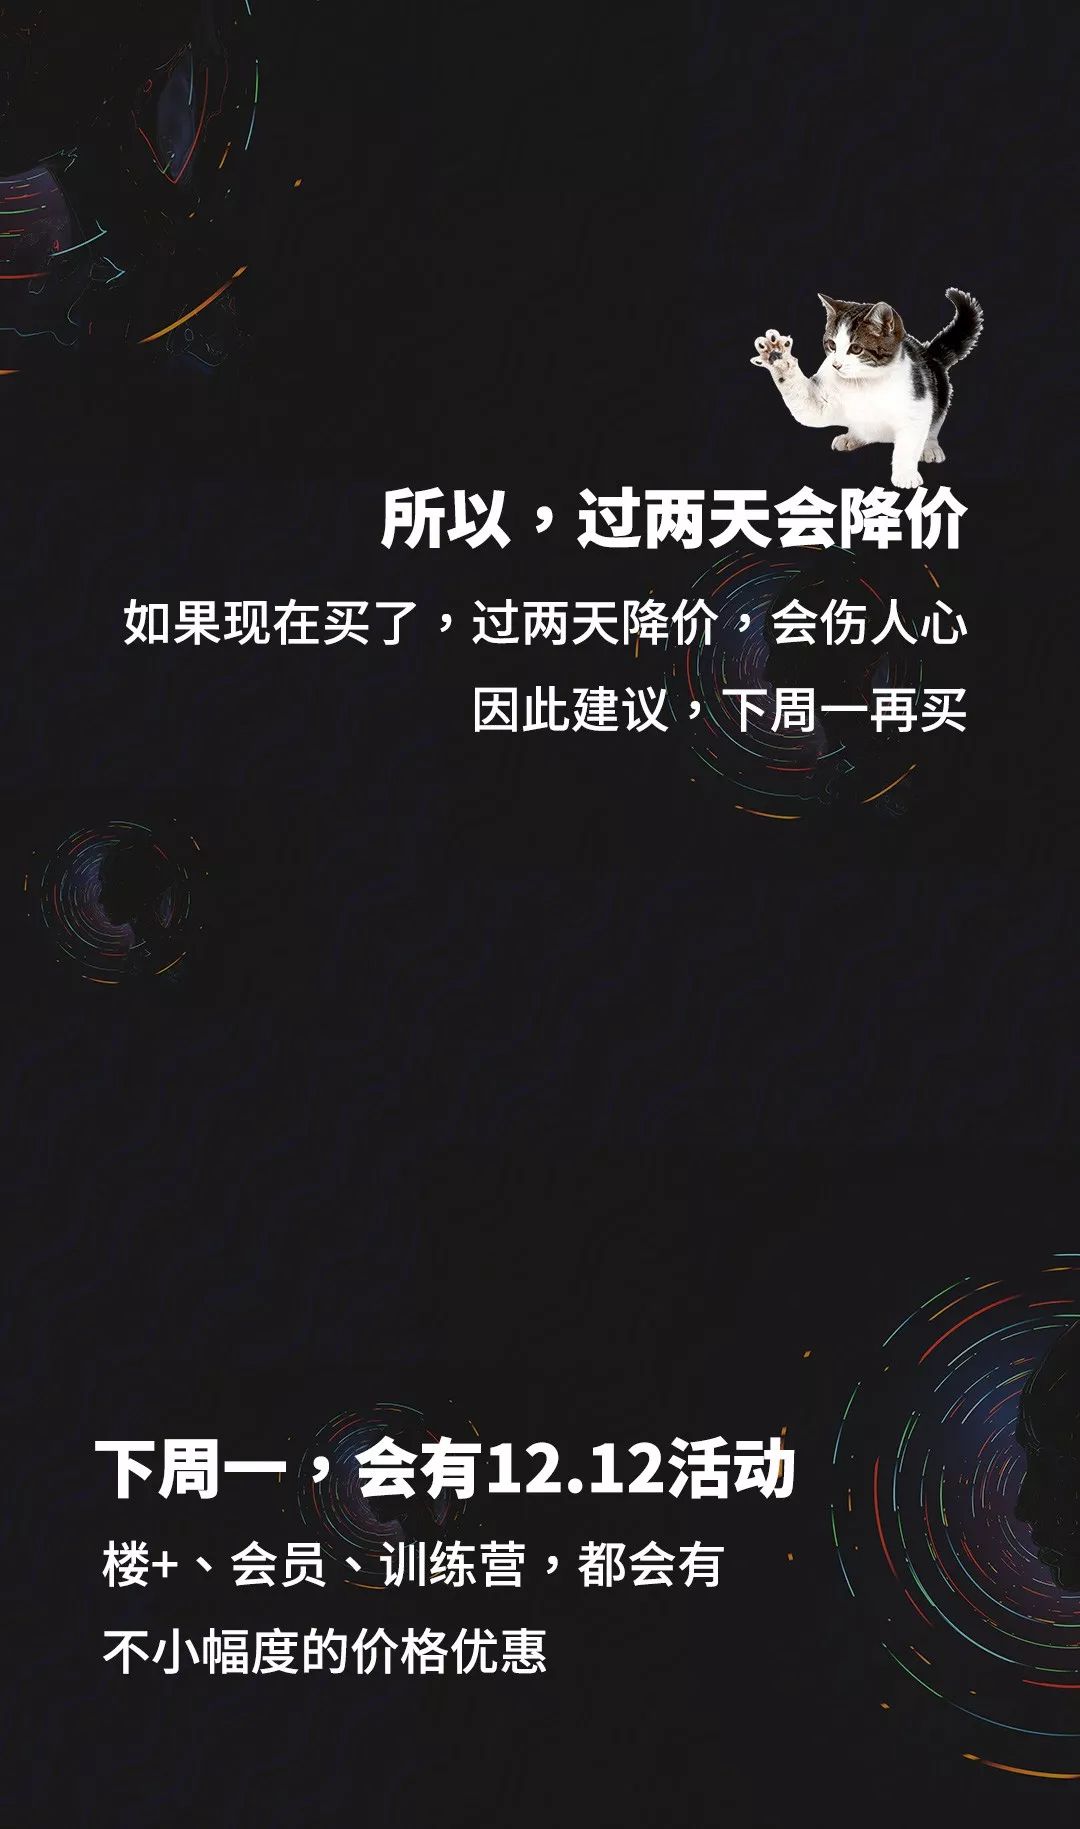 所以，过两天会降价
如果现在买了，过两天降价，会伤人心
因此建议，下周一再买
下周一，会有12.12活动
楼+、会员、训练营，都会有
不小幅度的价格优惠